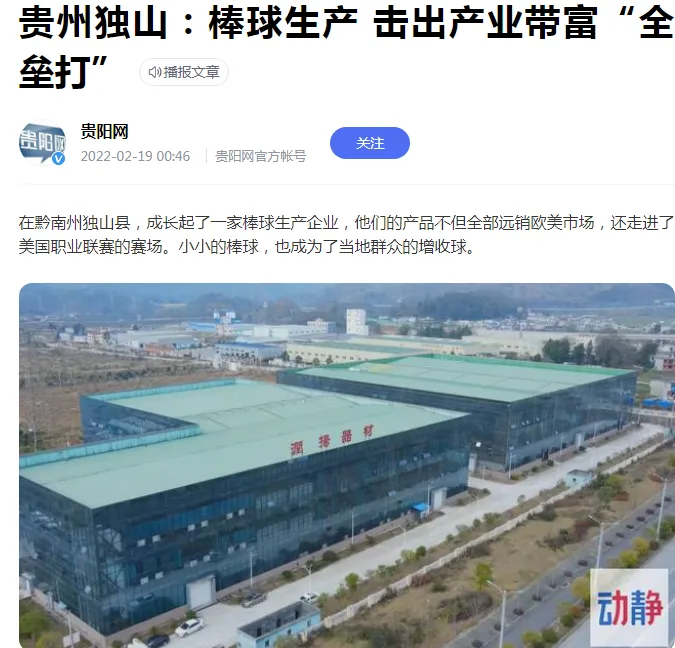 贵州独山：棒球生产 击出产业带富“全
垒打”
播报文章
贵阳网
贵阳网
2022-02-19 00:46
贵阳网官方帐号
关注
在黔南州独山县，成长起了一家棒球生产企业，他们的产品不但全部远销欧美市场，还走进了
美国职业联赛的赛场。小小的棒球，也成为了当地群众的增收球。
器材
动静